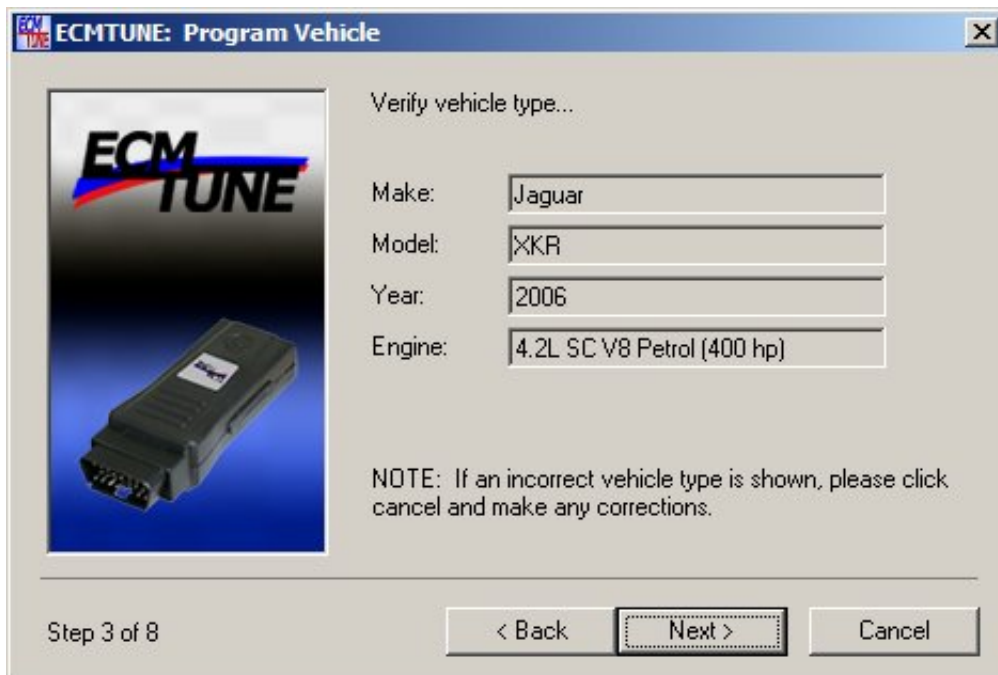 ECM TUNE ECMTUNE: Program Vehicle
ECM
TUNE
Verify vehicle type...
Make: Jaguar
Model: XKR
Year: 2006
Engine: 4.2L SC V8 Petrol (400 hp)
NOTE: If an incorrect vehicle type is shown, please click
cancel and make any corrections.
Step 3 of 8 < Back Next > Cancel